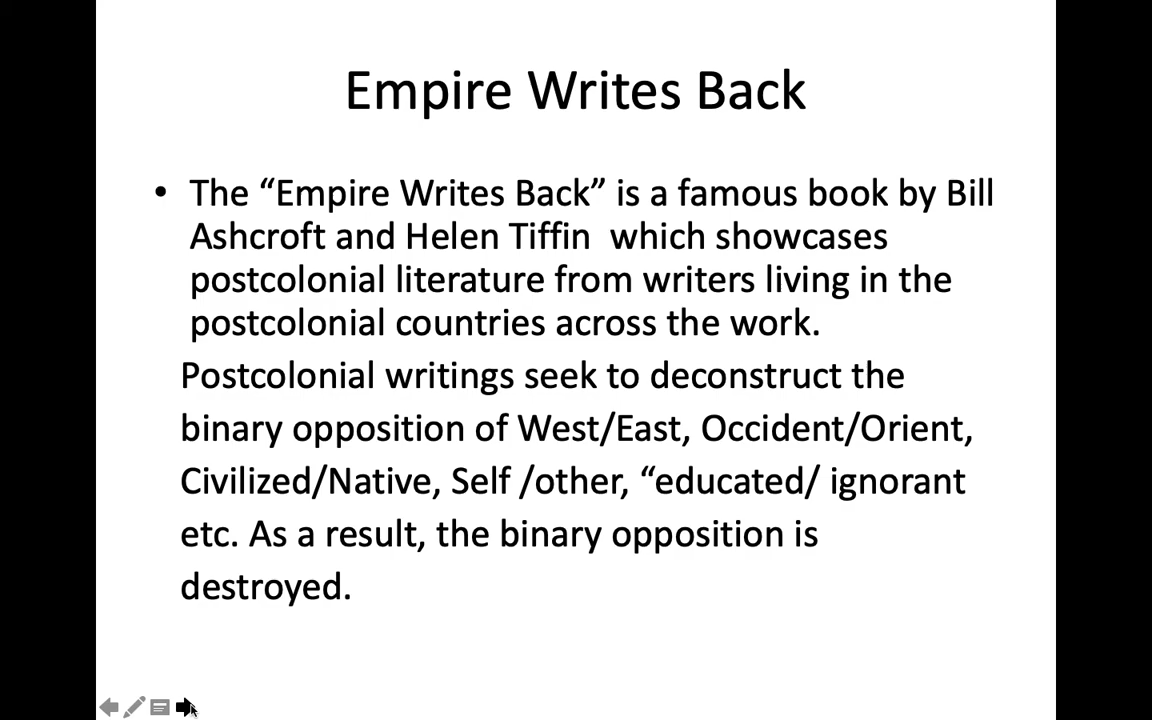 Empire Writes Back
• The “Empire Writes Back” is a famous book by Bill
Ashcroft and Helen Tiffin  which showcases
postcolonial literature from writers living in the
postcolonial countries across the work.
Postcolonial writings seek to deconstruct the
binary opposition of West/East, Occident/Orient,
Civilized/Native, Self /other, “educated/ ignorant
etc. As a result, the binary opposition is
destroyed.